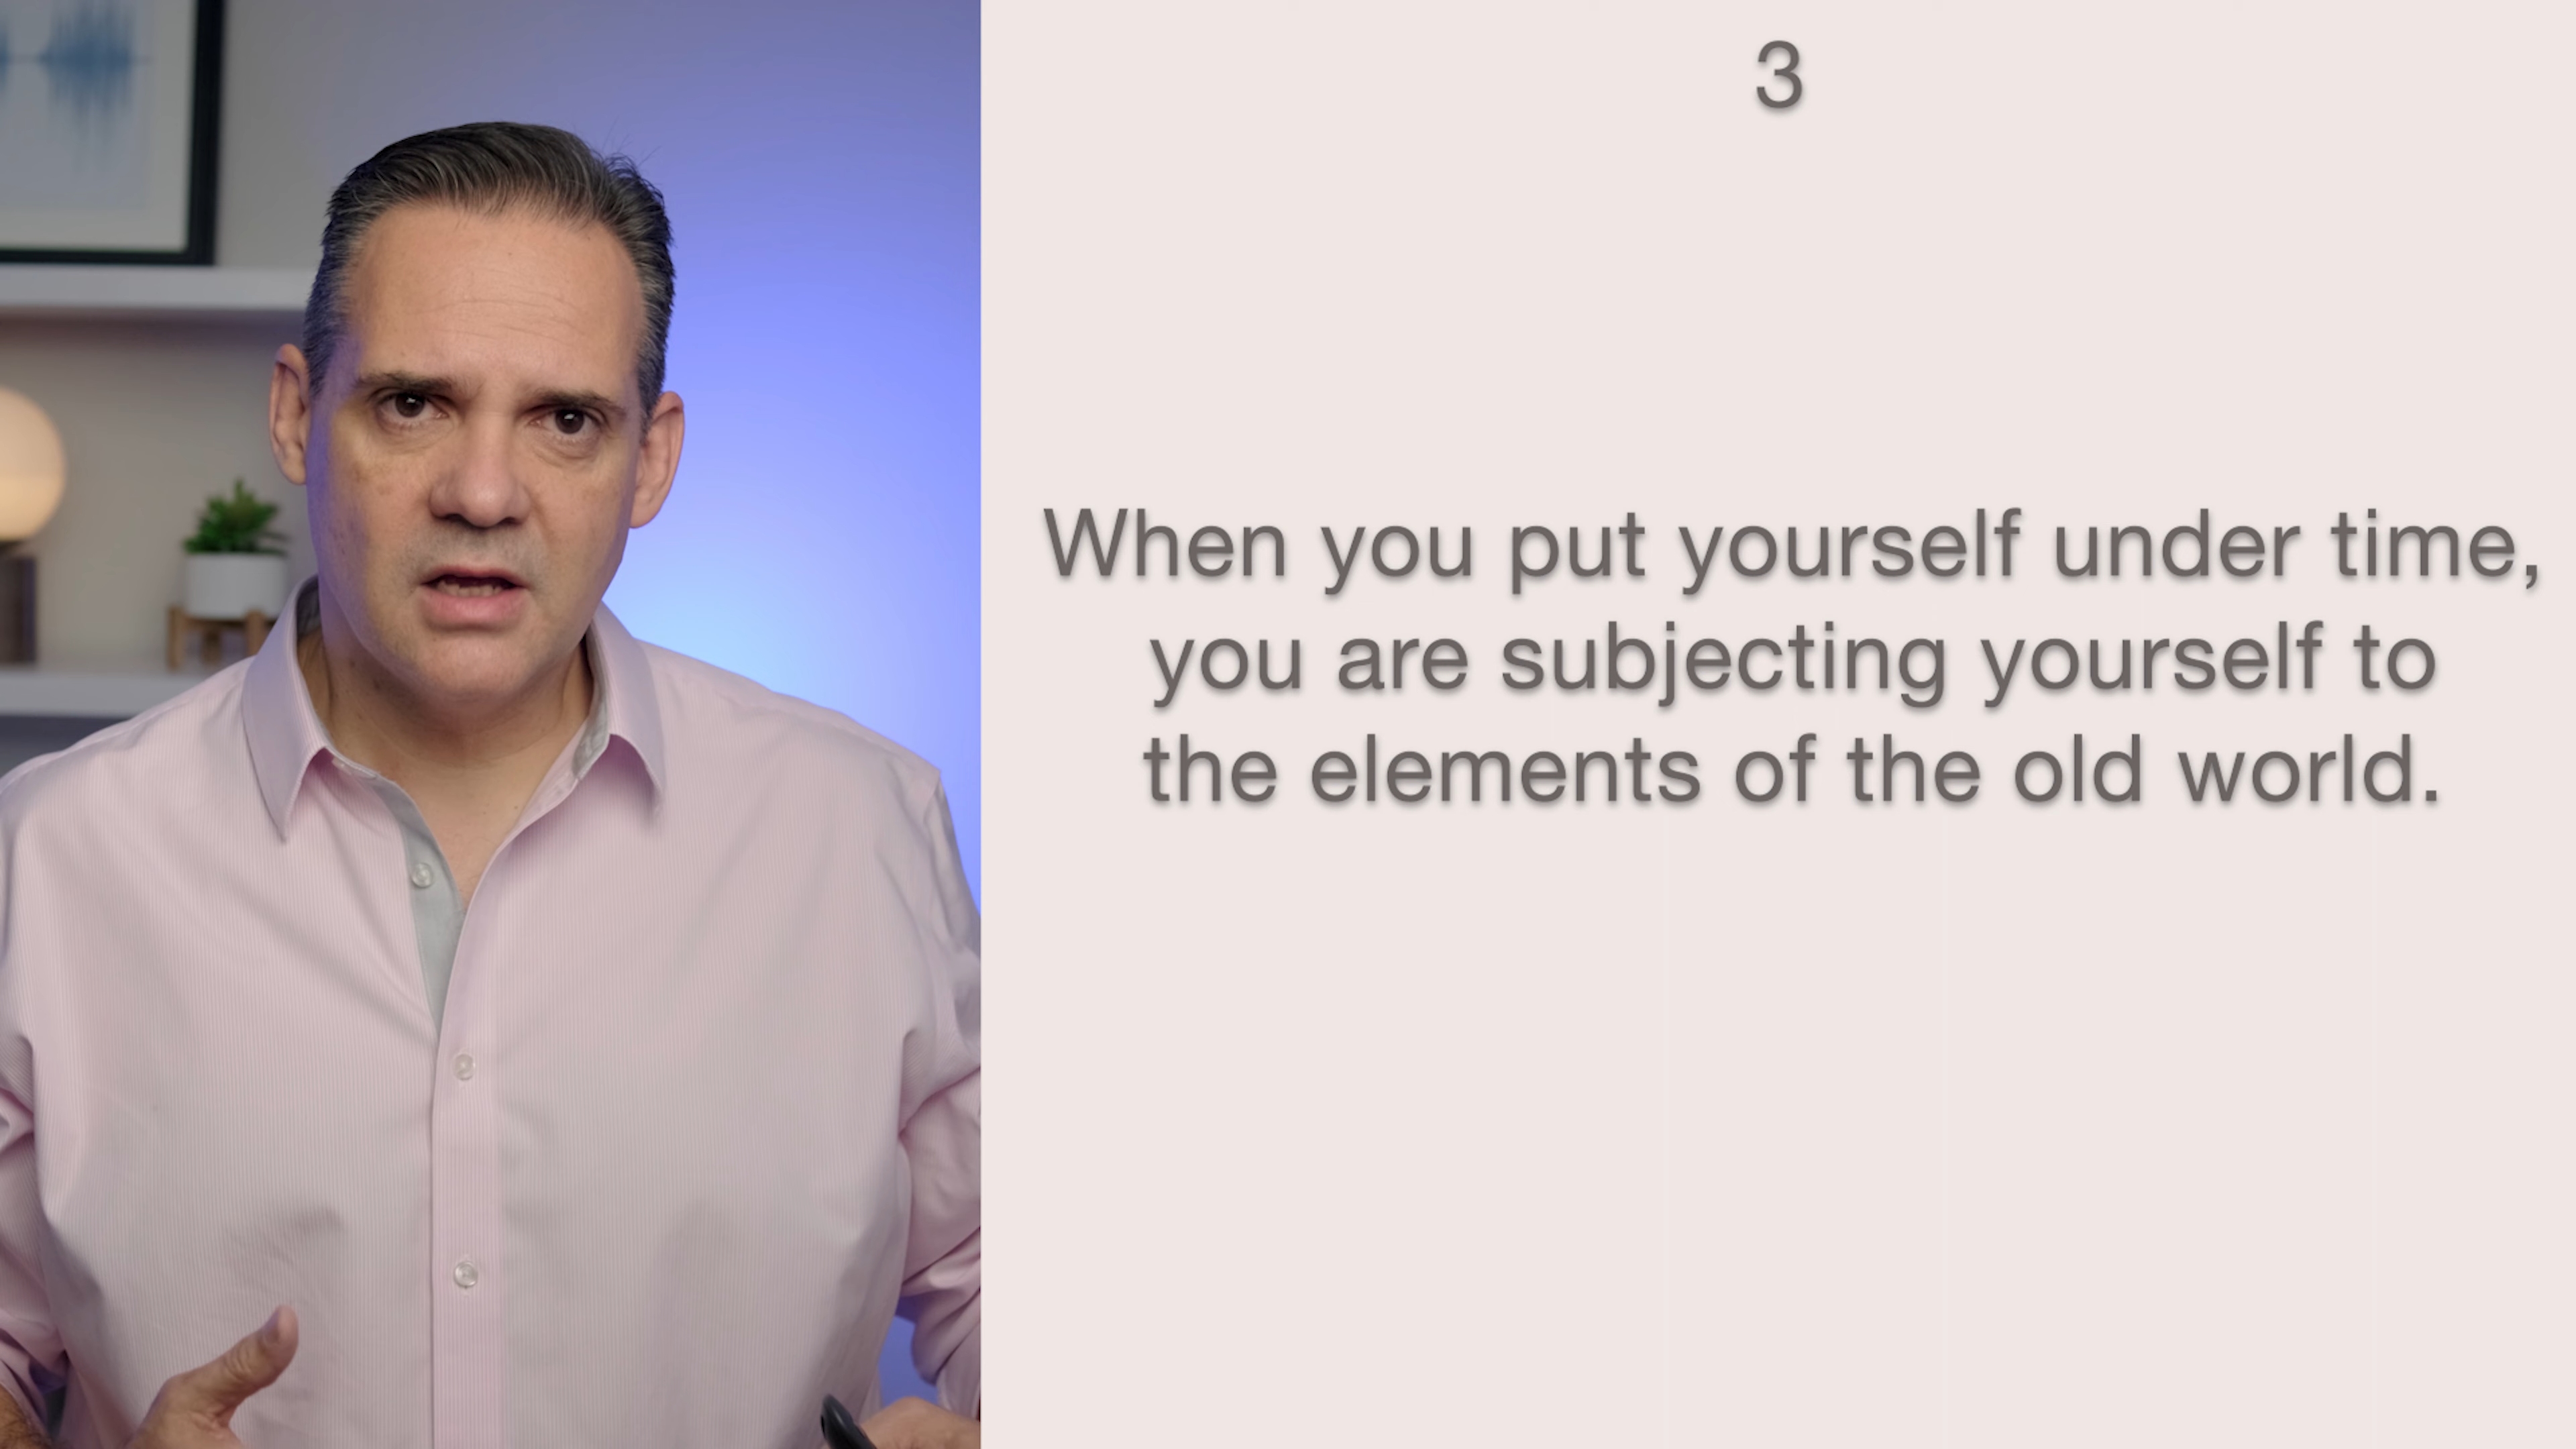 3
When you put yourself under time,
you are subjecting yourself to
the elements of the old world.